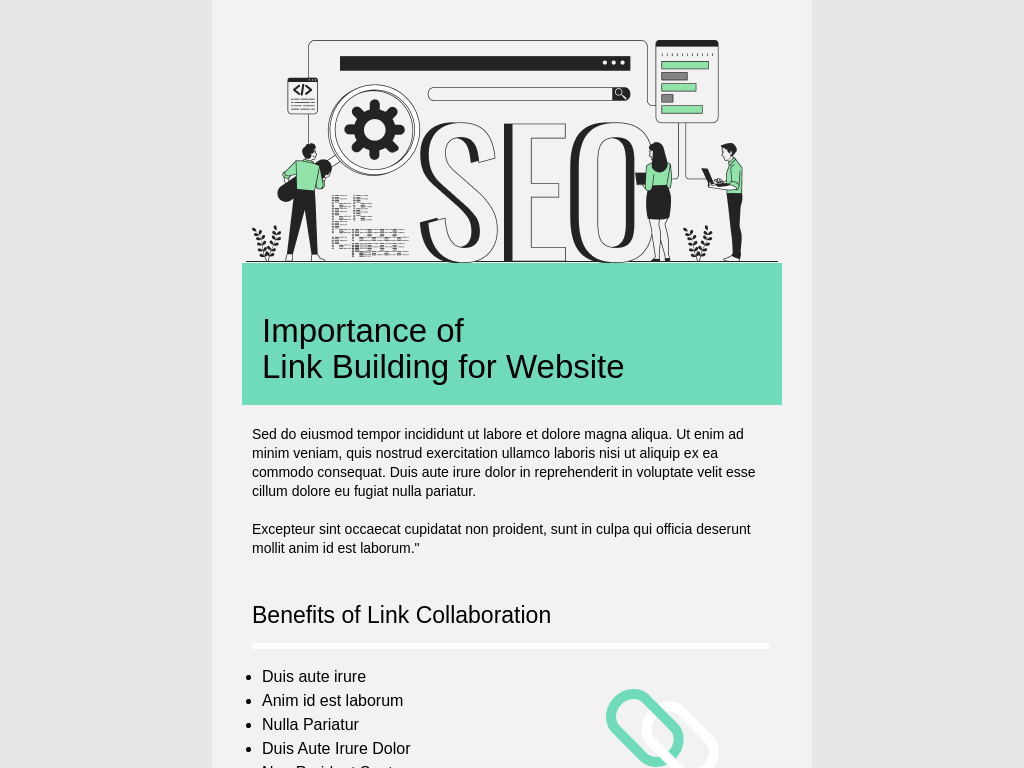 </>
SEO
Importance of
Link Building for Website
Sed do eiusmod tempor incididunt ut labore et dolore magna aliqua. Ut enim ad
minim veniam, quis nostrud exercitation ullamco laboris nisi ut aliquip ex ea
commodo consequat. Duis aute irure dolor in reprehenderit in voluptate velit esse
cillum dolore eu fugiat nulla pariatur.
Excepteur sint occaecat cupidatat non proident, sunt in culpa qui officia deserunt
mollit anim id est laborum."
Benefits of Link Collaboration
Duis aute irure
Anim id est laborum
Nulla Pariatur
Duis Aute Irure Dolor